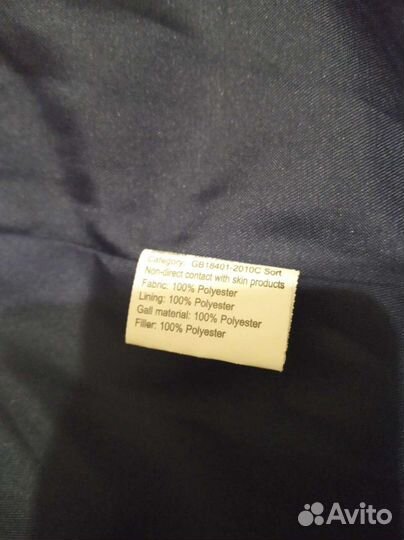 Category: GB18401-2010C Sort
Non-direct contact with skin products
Fabric: 100% Polyester
Lining: 100% Polyester
Gall material: 100% Polyester
Filler: 100% Polyester
Avito